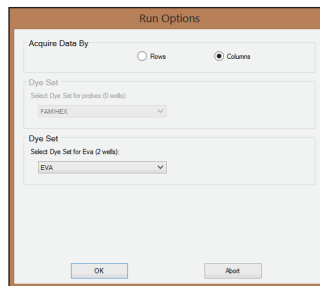 Run Options
Acquire Data By
Rows
Columns
Dye Set
Select Dye Set for probes (0 wells):
FAM/HEX
Dye Set
Select Dye Set for Eva (2 wells):
EVA
OK
Abort